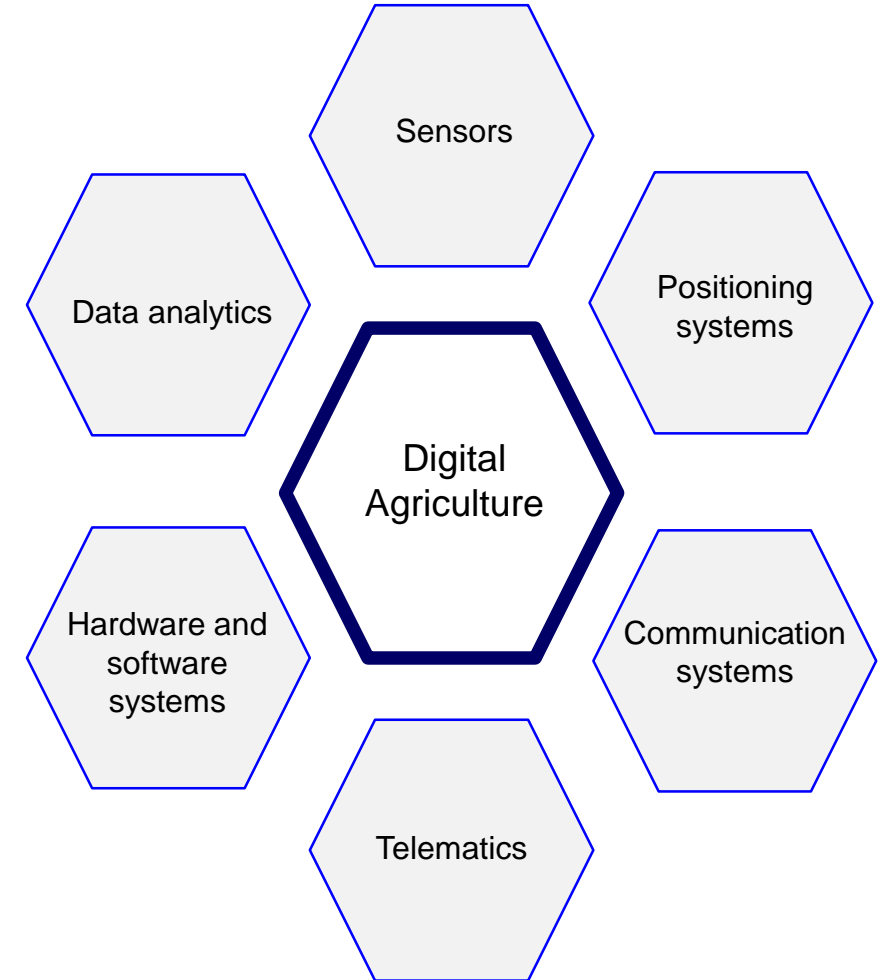 Sensors
Data analytics
Positioning
systems
Digital
Agriculture
Hardware and
software
systems
Communication
systems
Telematics